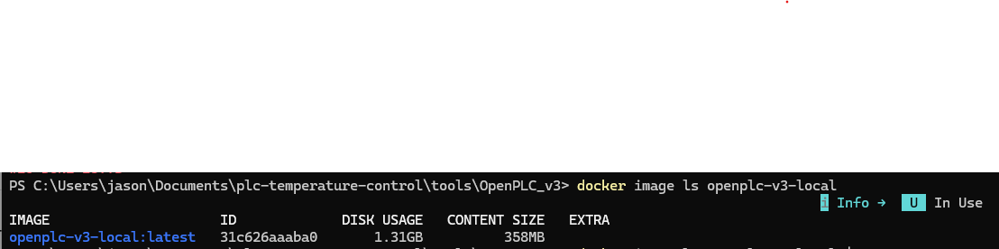 PS C:\Users\jason\Documents\plc-temperature-control\tools\OpenPLC_v3> docker image ls openplc-v3-local
i Info → U In Use
IMAGE ID DISK USAGE CONTENT SIZE EXTRA
openplc-v3-local:latest 31c626aaaba0 1.31GB 358MB